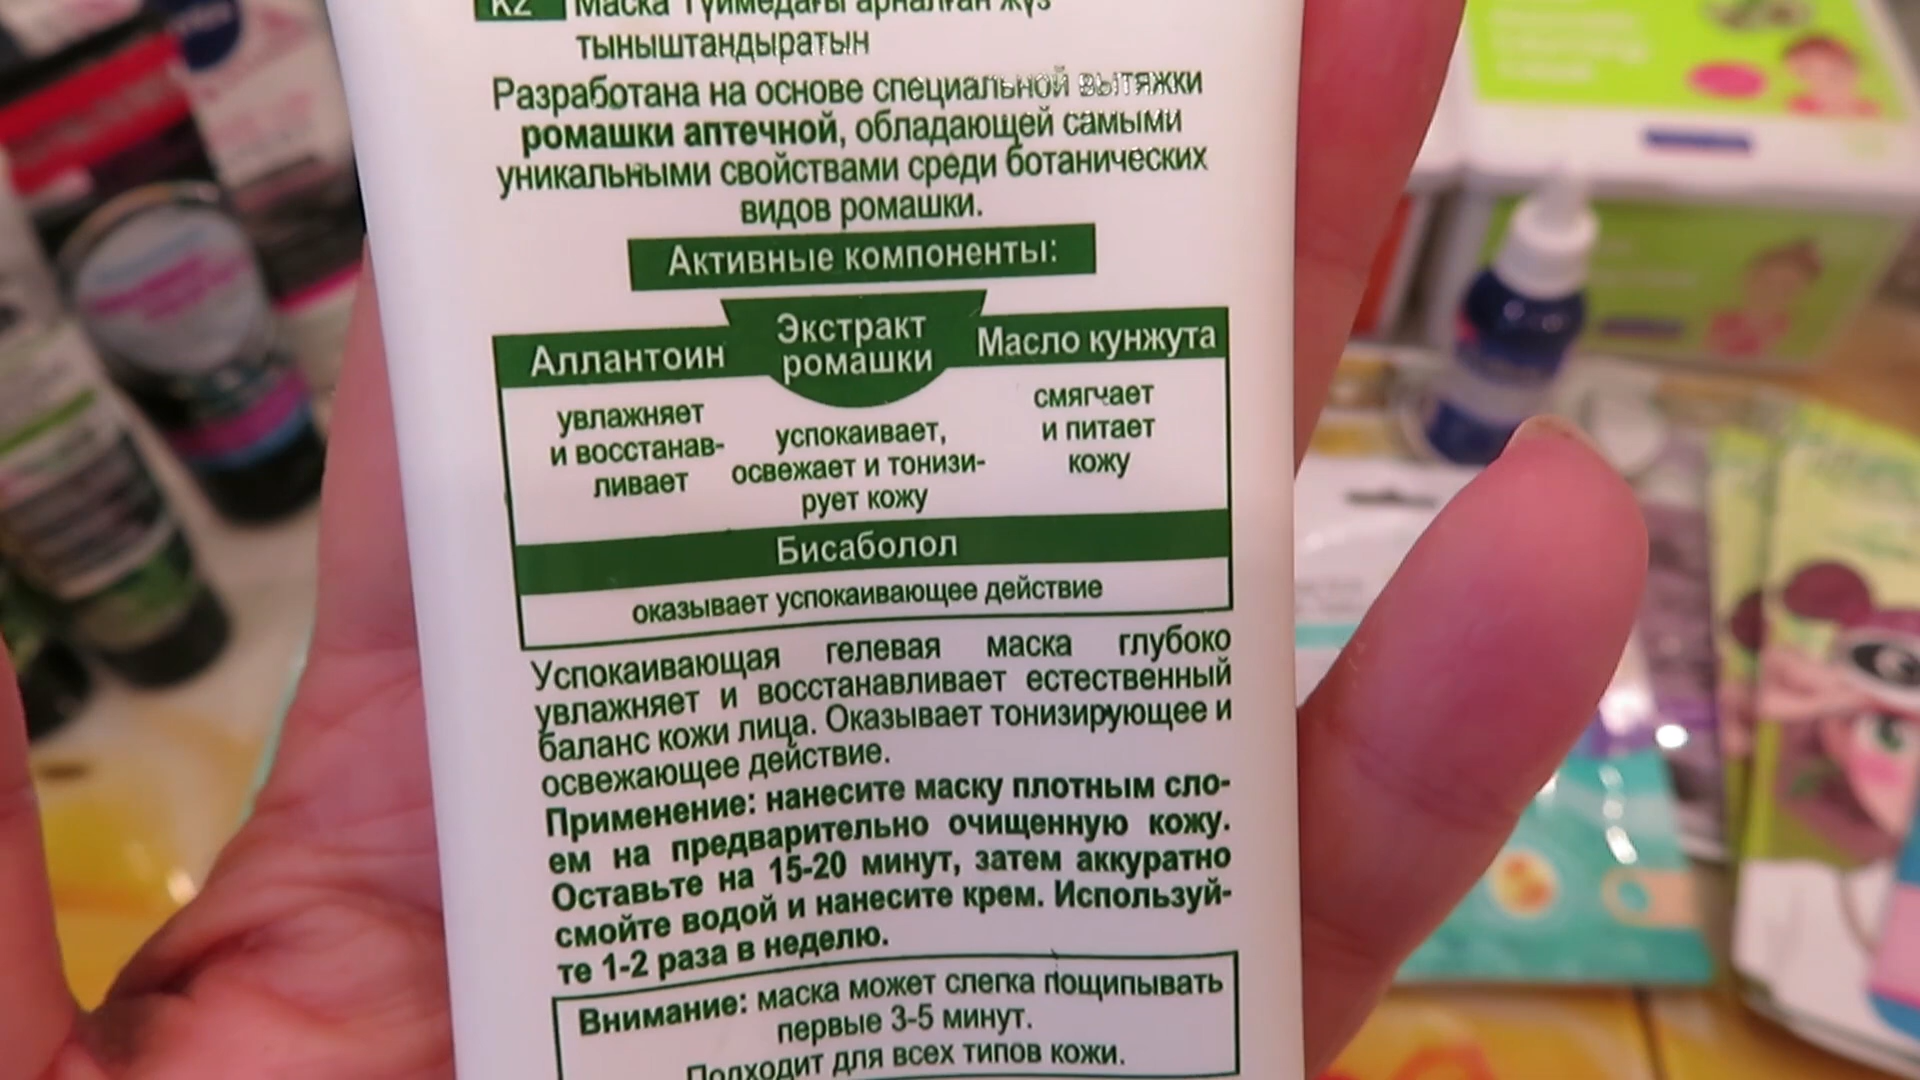 KZ Маска Түймедағы арналған жүз
тыныштандыратын
Разработана на основе специальной вытяжки
ромашки аптечной, обладающей самыми
уникальными свойствами среди ботанических
видов ромашки.
Активные компоненты:
Аллантоин
увлажняет
и восстанав-
ливает
Экстракт
ромашки
успокаивает,
освежает и тонизи-
рует кожу
Масло кунжута
смягчает
и питает
кожу
Бисаболол
оказывает успокаивающее действие
Успокаивающая гелевая маска глубоко
увлажняет и восстанавливает естественный
баланс кожи лица. Оказывает тонизирующее и
освежающее действие.
Применение: нанесите маску плотным сло-
ем на предварительно очищенную кожу.
Оставьте на 15-20 минут, затем аккуратно
смойте водой и нанесите крем. Используй-
те 1-2 раза в неделю.
Внимание: маска может слегка пощипывать
первые 3-5 минут.
Подходит для всех типов кожи.